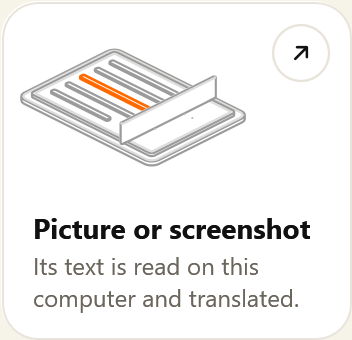 Picture or screenshot
Its text is read on this
computer and translated.